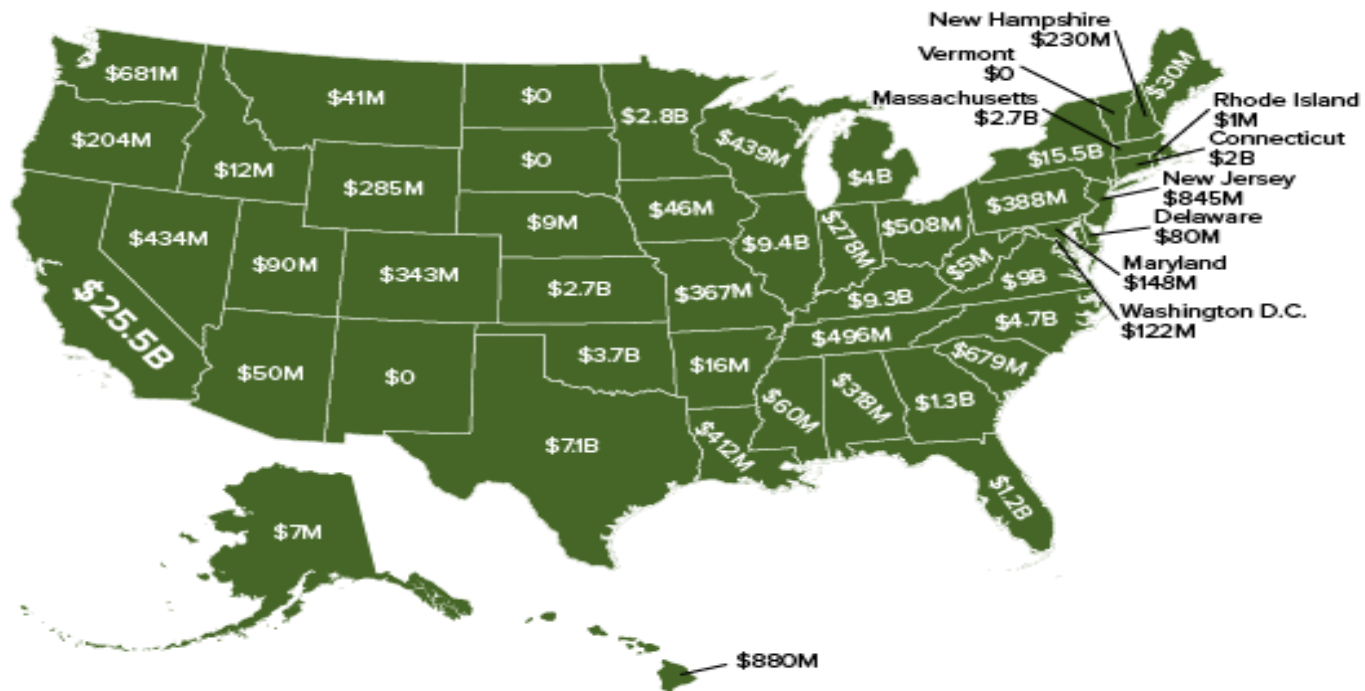 New Hampshire
$230M
Vermont
$0
Massachusetts
$2.7B
$30M
Rhode Island
$1M
Connecticut
$2B
New Jersey
$845M
Delaware
$80M
Maryland
$148M
Washington D.C.
$122M
$681M
$41M
$0
$2.8B
$439M
$4B
$15.5B
$204M
$12M
$285M
$0
$46M
$9.4B
$278M
$508M
$388M
$434M
$90M
$343M
$9M
$2.7B
$367M
$9.3B
$5M
$9B
$25.5B
$50M
$0
$3.7B
$16M
$496M
$4.7B
$679M
$7.1B
$412M
$60M
$318M
$1.3B
$1.2B
$7M
$880M